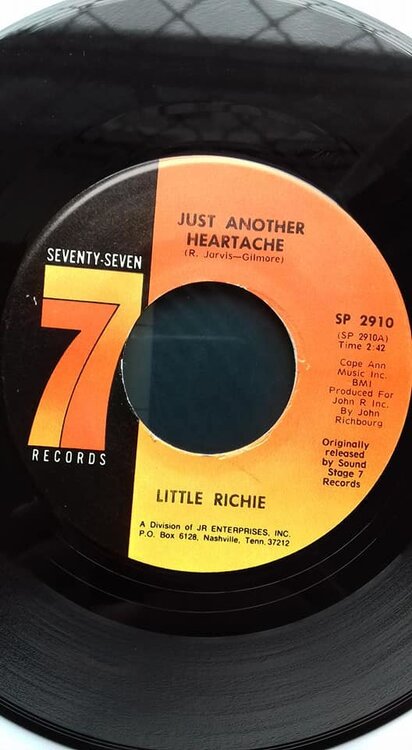 JUST ANOTHER
HEARTACHE
(R. Jarvis—Gilmore)
SEVENTY-SEVEN
7
7
RECORDS
SP 2910
(SP 2910A)
Time 2:42
Cape Ann
Music Inc.
BMI
Produced For
John R Inc.
By John
Richbourg
Originally
released
by Sound
Stage 7
Records
LITTLE RICHIE
A Division of JR ENTERPRISES, INC.
P.O. Box 6128, Nashville, Tenn. 37212